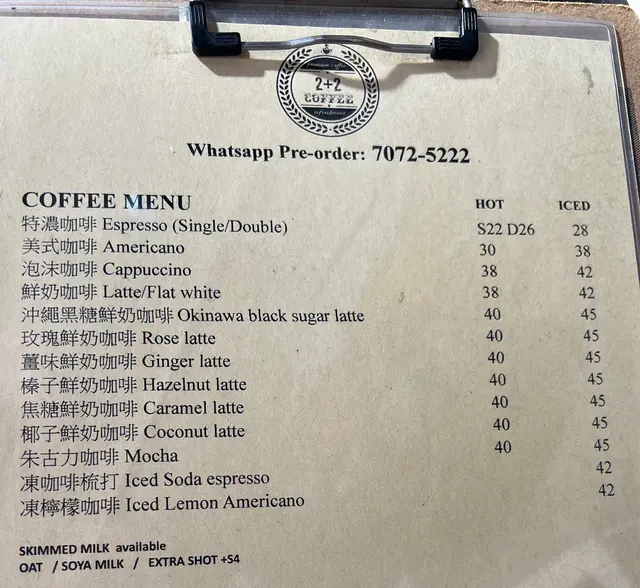 2+2
COFFEE
Whatsapp Pre-order: 7072-5222
COFFEE MENU HOT ICED
特濃咖啡 Espresso (Single/Double) S22 D26 28
美式咖啡 Americano 30 38
泡沫咖啡 Cappuccino 38 42
鮮奶咖啡 Latte/Flat white 38 42
沖繩黑糖鮮奶咖啡 Okinawa black sugar latte 40 45
玫瑰鮮奶咖啡 Rose latte 40 45
薑味鮮奶咖啡 Ginger latte 40 45
榛子鮮奶咖啡 Hazelnut latte 40 45
焦糖鮮奶咖啡 Caramel latte 40 45
椰子鮮奶咖啡 Coconut latte 40 45
朱古力咖啡 Mocha 40 45
凍咖啡梳打 Iced Soda espresso 42
凍檸檬咖啡 Iced Lemon Americano 42
SKIMMED MILK available
OAT / SOYA MILK / EXTRA SHOT +$4